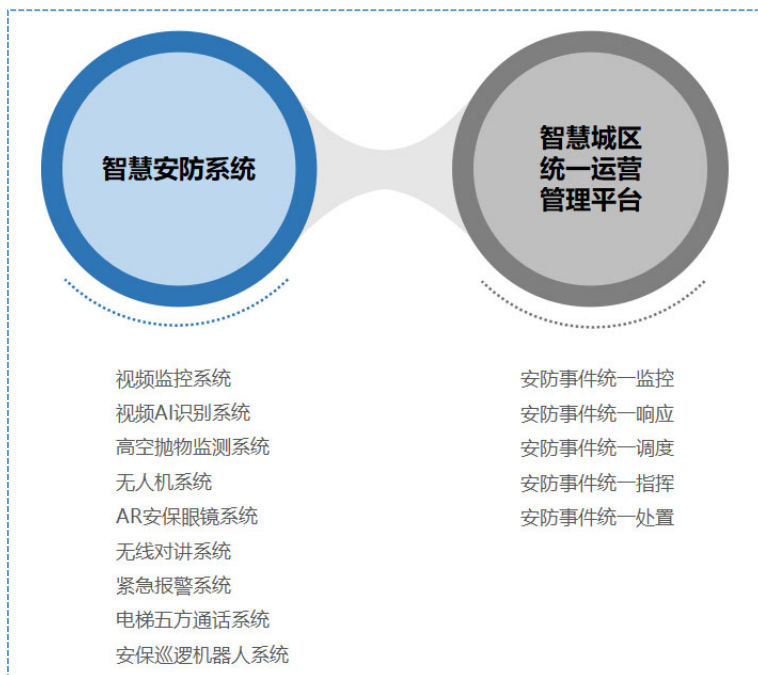 智慧安防系统
智慧城区
统一运营
管理平台
视频监控系统
视频AI识别系统
高空抛物监测系统
无人机系统
AR安保眼镜系统
无线对讲系统
紧急报警系统
电梯五方通话系统
安保巡逻机器人系统
安防事件统一监控
安防事件统一响应
安防事件统一调度
安防事件统一指挥
安防事件统一处置